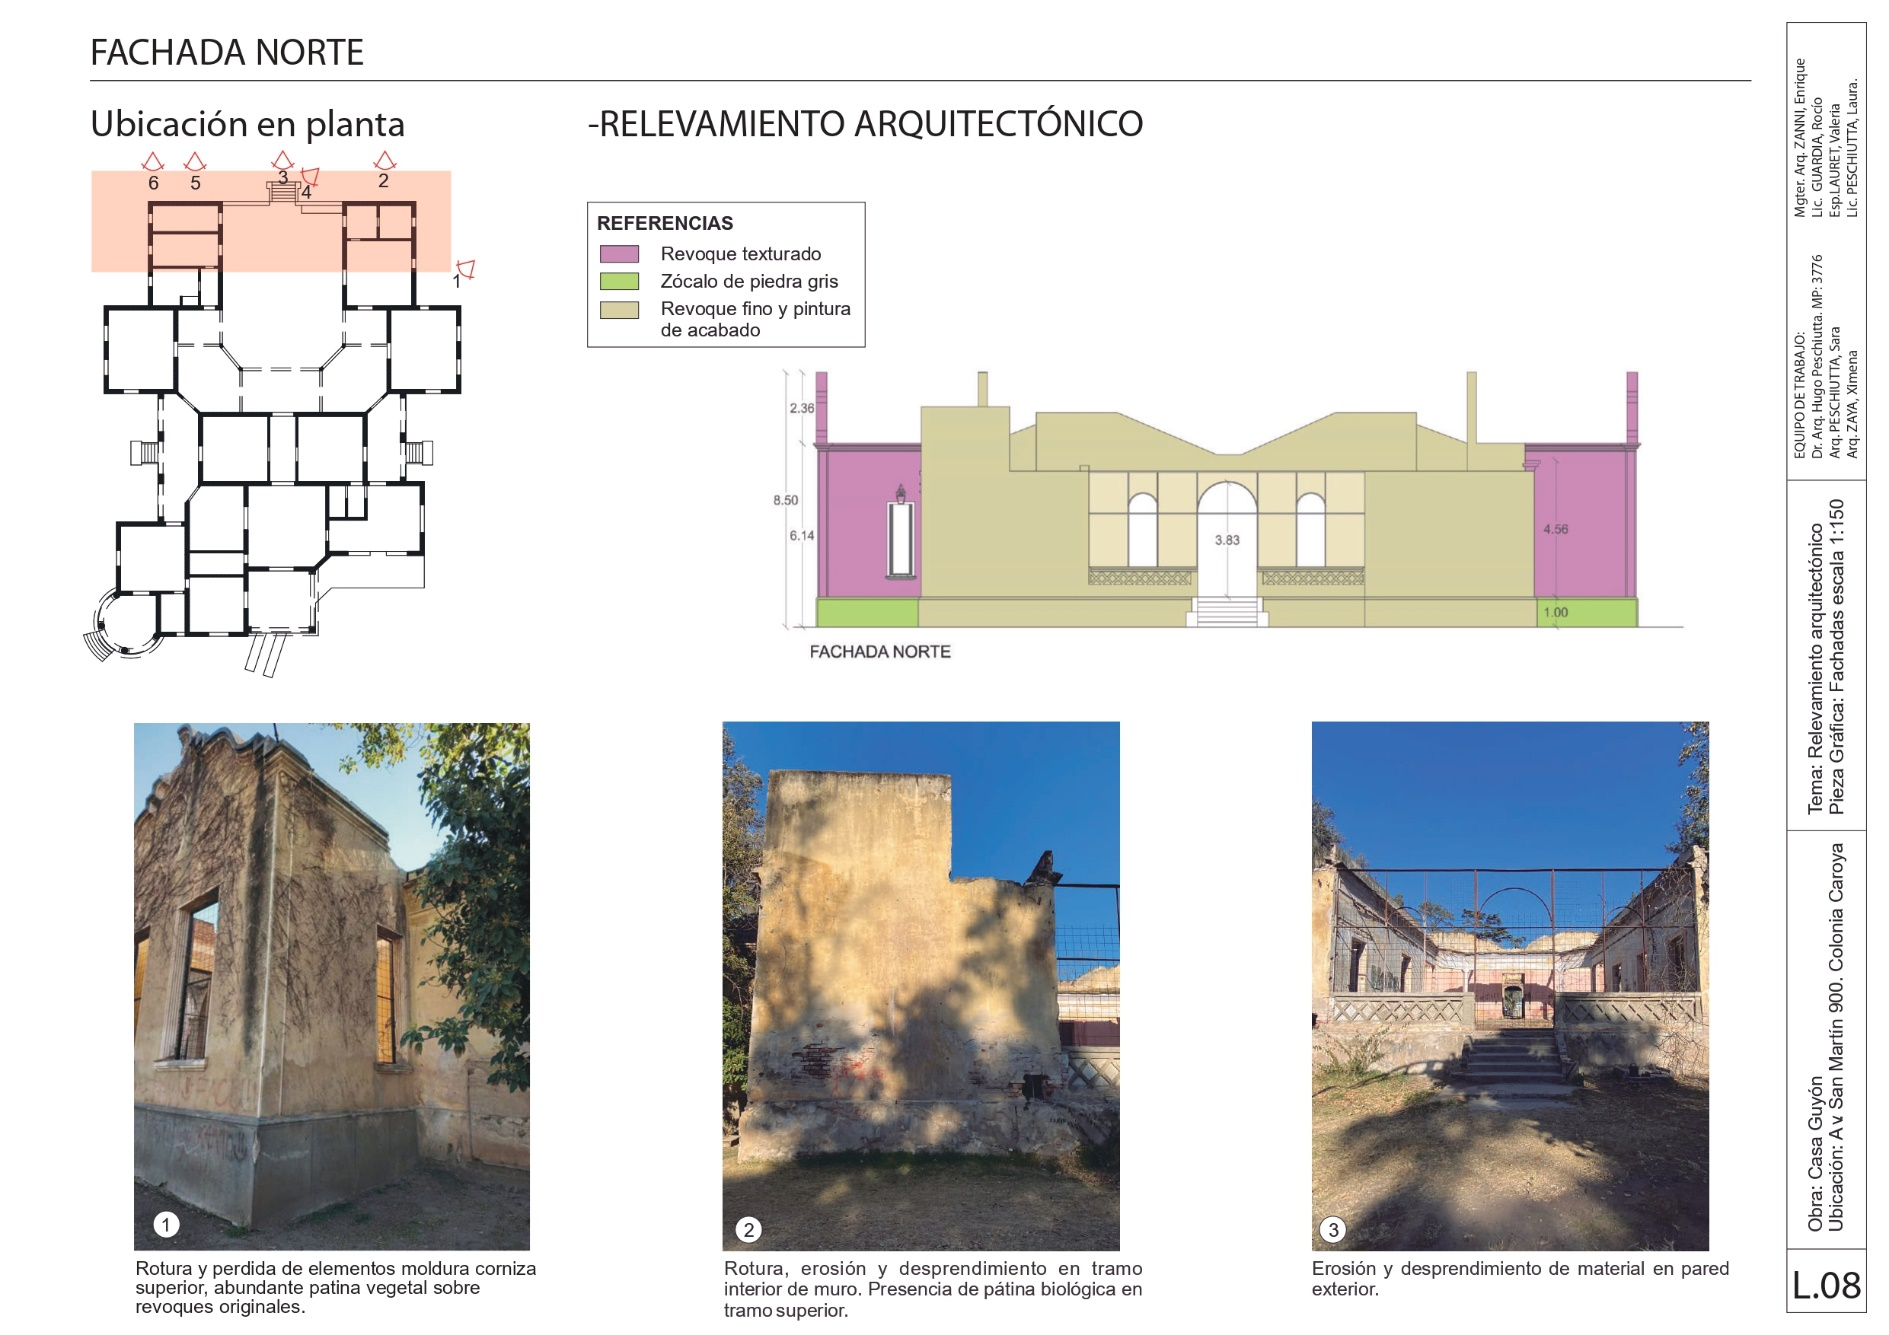 FACHADA NORTE
Ubicación en planta
-RELEVAMIENTO ARQUITECTÓNICO
6
5
3
4
2
1
REFERENCIAS
Revoque texturado
Zócalo de piedra gris
Revoque fino y pintura
de acabado
2.36
8.50
6.14
3.83
4.56
1.00
FACHADA NORTE
1
Rotura y perdida de elementos moldura corniza
superior, abundante patina vegetal sobre
revoques originales.
2
Rotura, erosión y desprendimiento en tramo
interior de muro. Presencia de pátina biológica en
tramo superior.
3
Erosión y desprendimiento de material en pared
exterior.
Mgter. Arq. ZANNI, Enrique
Lic. GUARDIA, Rocío
Esp.LAURET, Valeria
Lic. PESCHIUTTA, Laura.
EQUIPO DE TRABAJO:
Dr. Arq. Hugo Peschiutta. MP: 3776
Arq. PESCHIUTTA, Sara
Arq. ZAYA, XImena
Tema: Relevamiento arquitectónico
Pieza Gráfica: Fachadas escala 1:150
Obra: Casa Guyón
Ubicación: Av. San Martín 900. Colonia Caroya
L.08